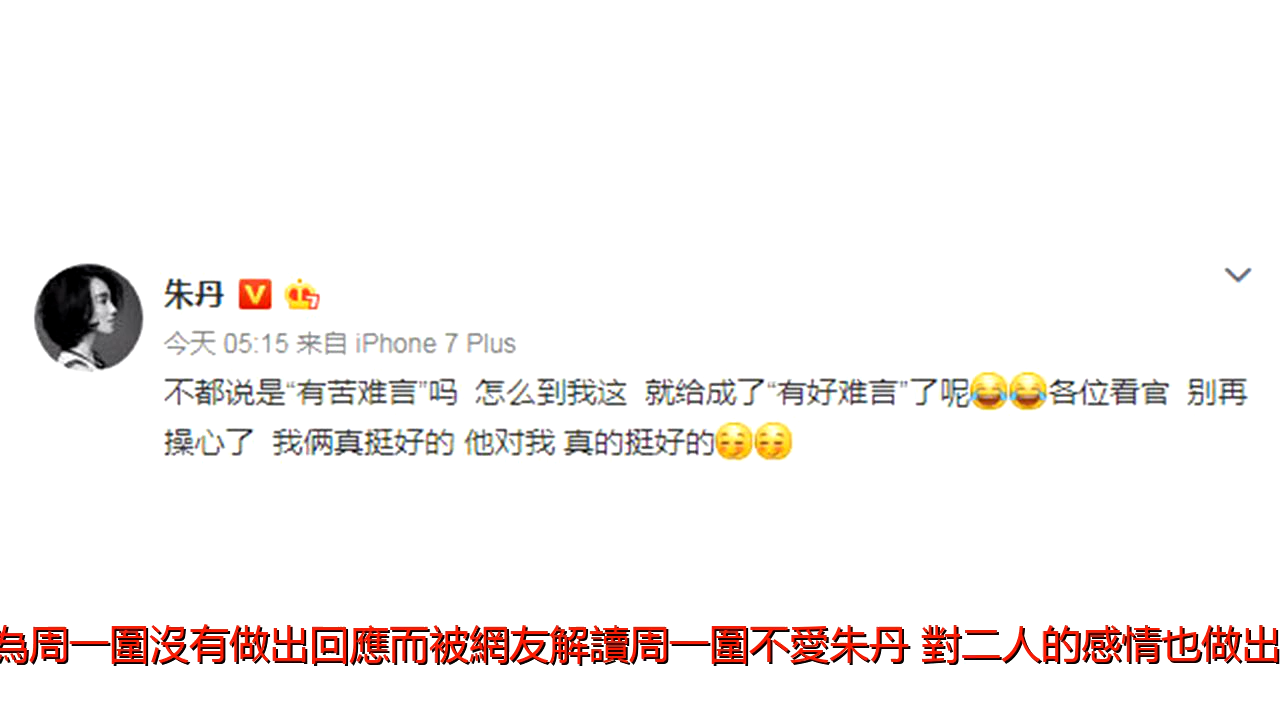 朱丹
今天 05:15 来自 iPhone 7 Plus
不都说是“有苦难言”吗 怎么到我这 就给成了“有好难言”了呢😂😂各位看官 别再
操心了 我俩真挺好的 他对我 真的挺好的😚😚
為周一圍沒有做出回應而被網友解讀周一圍不愛朱丹 對二人的感情也做出